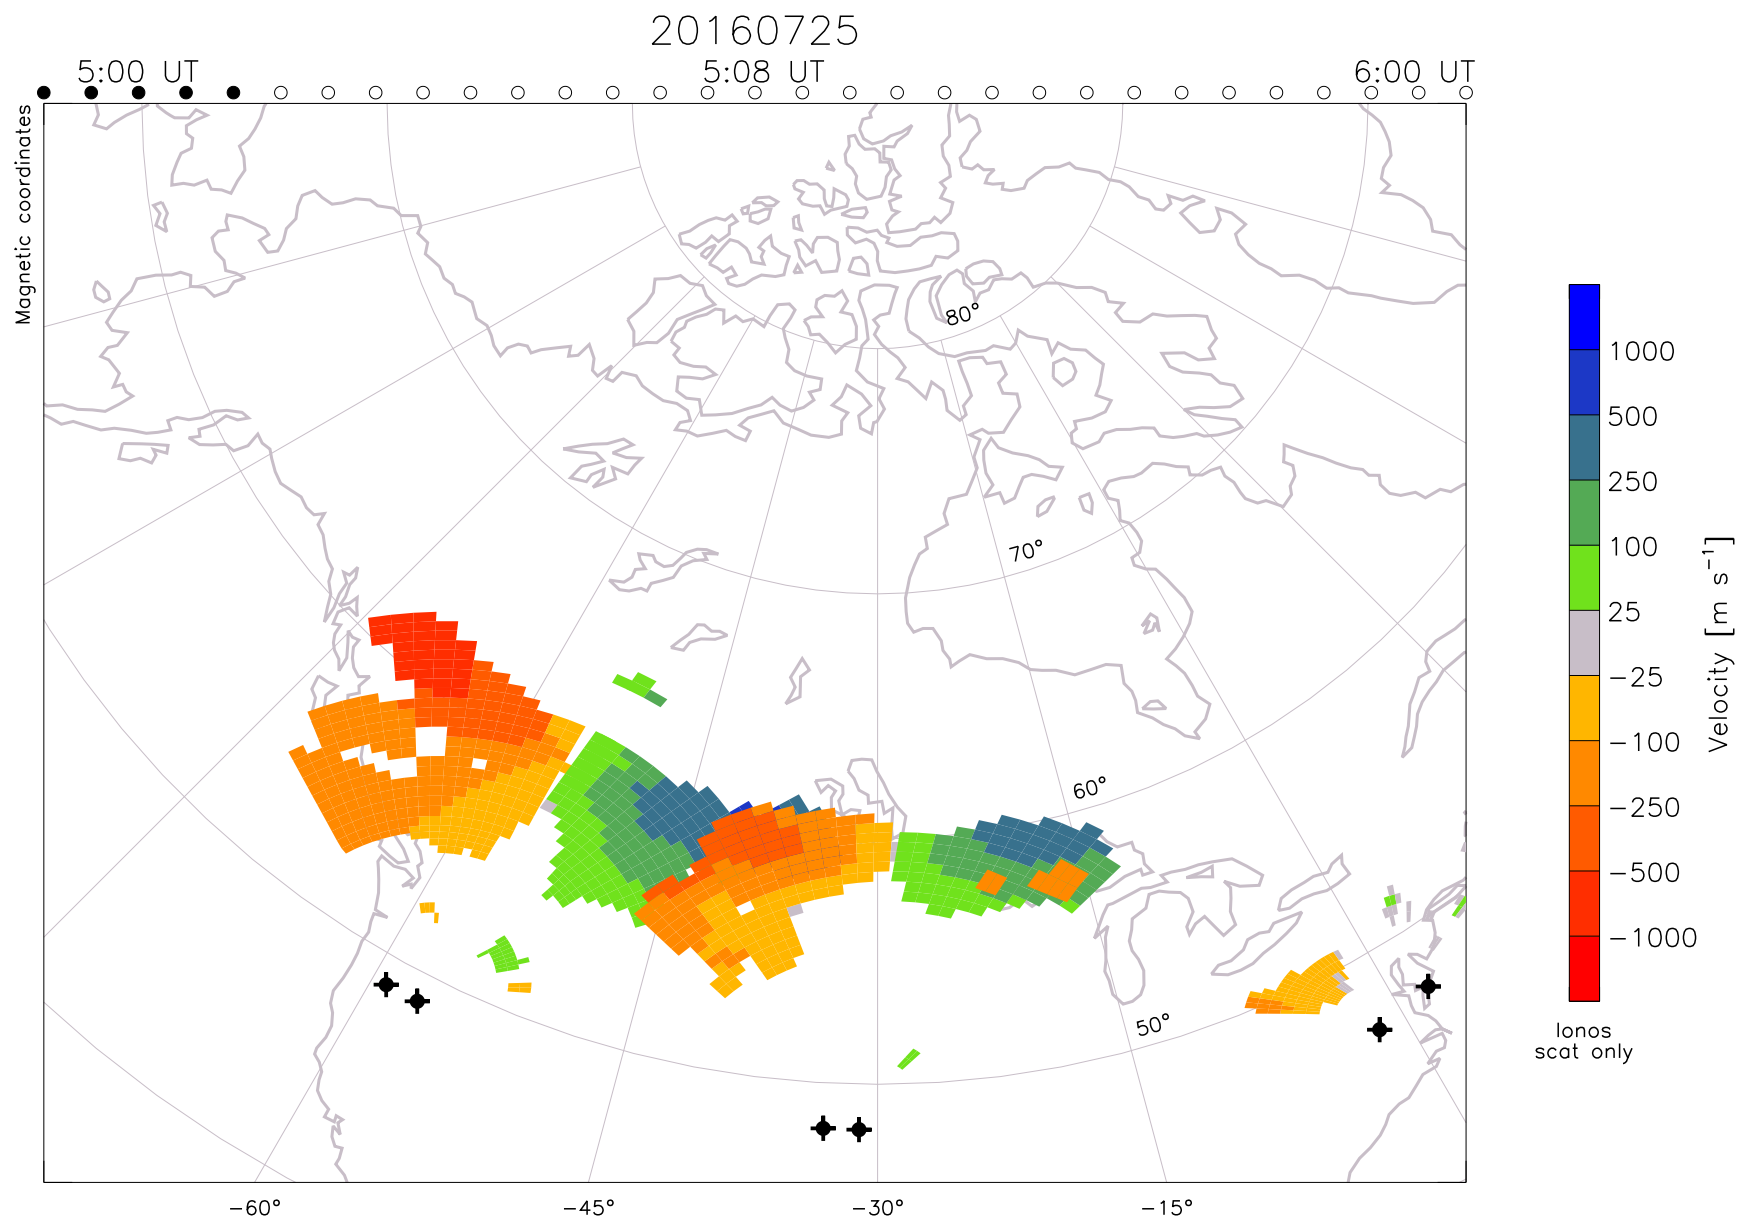 20160725
5:00 UT
5:08 UT
6:00 UT
Magnetic coordinates
80°
70°
60°
50°
-60°
-45°
-30°
-15°
1000
500
250
100
25
-25
-100
-250
-500
-1000
Velocity [m s⁻¹]
Ionos
scat only